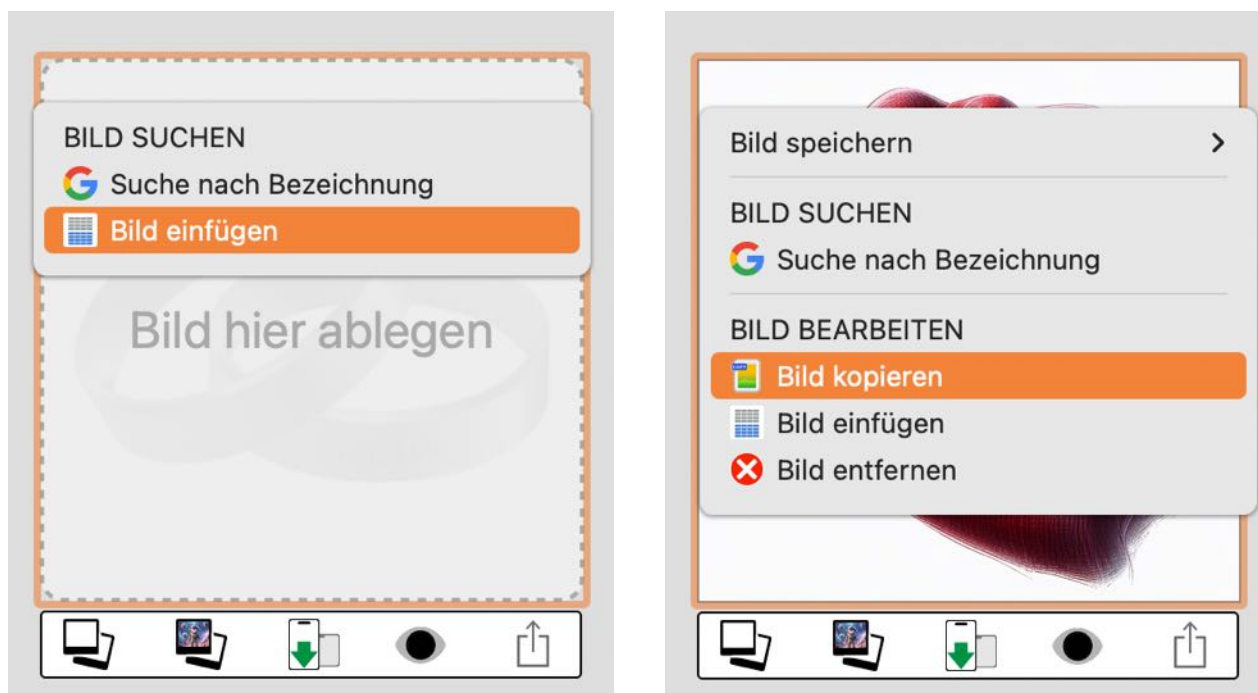 BILD SUCHEN
Suche nach Bezeichnung
Bild einfügen
Bild hier ablegen
Bild speichern
BILD SUCHEN
Suche nach Bezeichnung
BILD BEARBEITEN
Bild kopieren
Bild einfügen
Bild entfernen